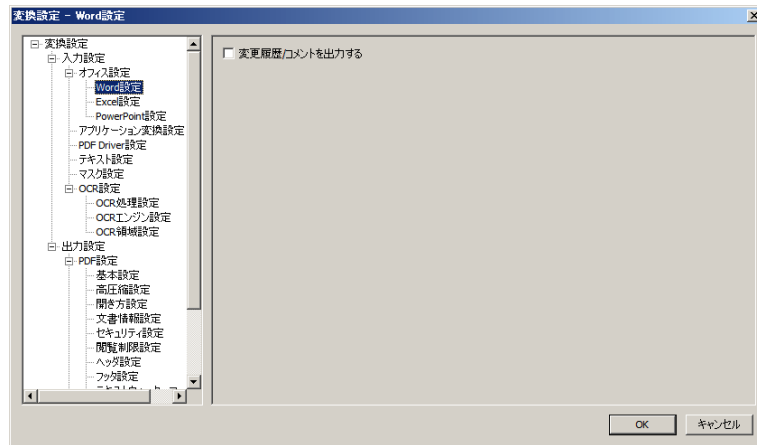 変換設定 - Word設定
変換設定
入力設定
オフィス設定
Word設定
Excel設定
PowerPoint設定
アプリケーション変換設定
PDF Driver設定
テキスト設定
マスク設定
OCR設定
OCR処理設定
OCRエンジン設定
OCR領域設定
出力設定
PDF設定
基本設定
高圧縮設定
開き方設定
文書情報設定
セキュリティ設定
閲覧制限設定
ヘッダ設定
フッタ設定
変更履歴/コメントを出力する
OK
キャンセル